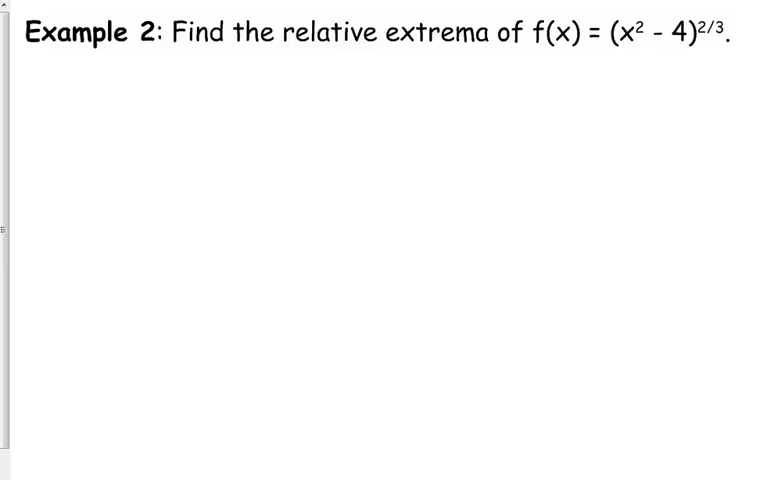 Example 2: Find the relative extrema of f(x) = (x² - 4)²/³.